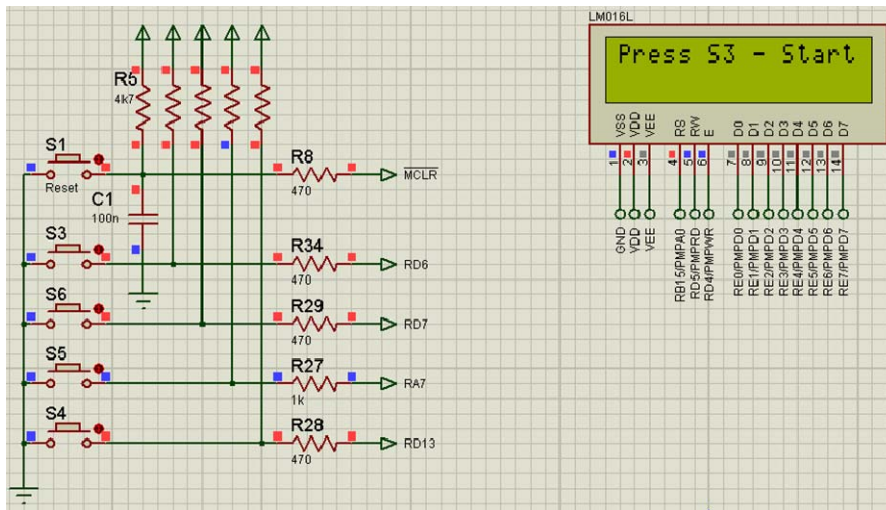 LM016L
Press S3 - Start
VSS VDD VEE RS RW E D0 D1 D2 D3 D4 D5 D6 D7
1 2 3 4 5 6 7 8 9 10 11 12 13 14
GND VDD VEE RB15/PMPA0 RD5/PMPRD RD4/PMPWR RE0/PMPD0 RE1/PMPD1 RE2/PMPD2 RE3/PMPD3 RE4/PMPD4 RE5/PMPD5 RE6/PMPD6 RE7/PMPD7
R5
4k7
S1
Reset
R8
470
MCLR
C1
100n
S3
R34
470
RD6
S6
R29
470
RD7
S5
R27
1k
RA7
S4
R28
470
RD13